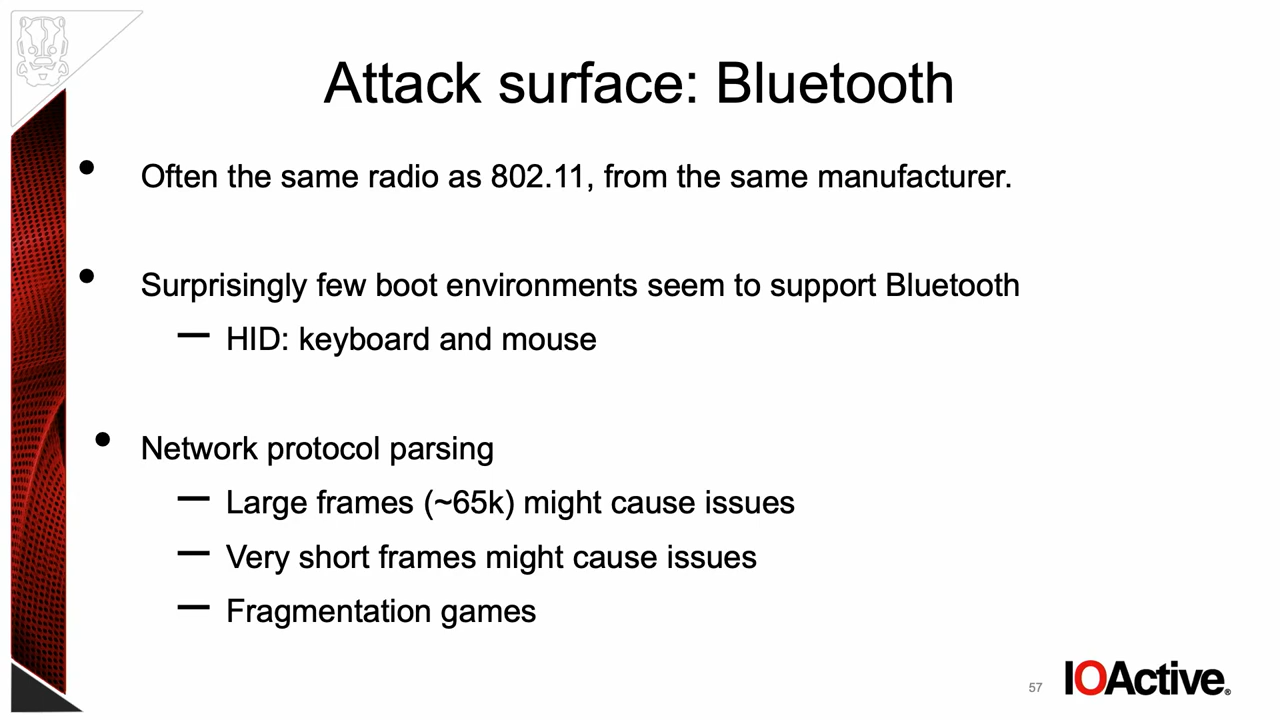 Attack surface: Bluetooth
• Often the same radio as 802.11, from the same manufacturer.
• Surprisingly few boot environments seem to support Bluetooth
— HID: keyboard and mouse
• Network protocol parsing
— Large frames (~65k) might cause issues
— Very short frames might cause issues
— Fragmentation games
57
IOActive®